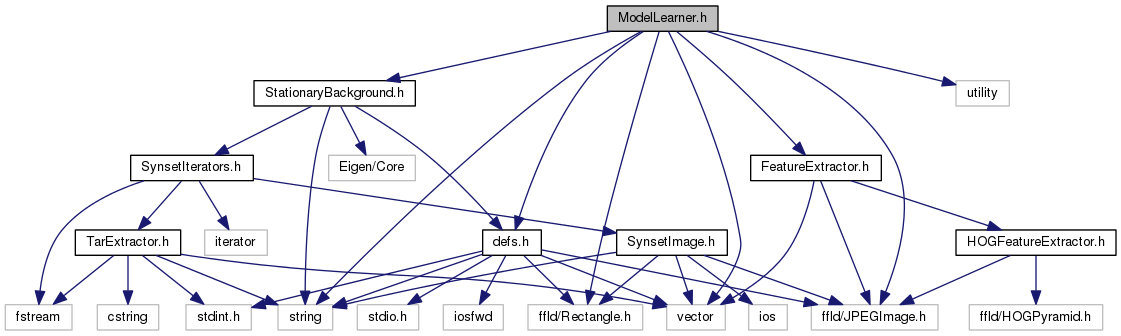 ModelLearner.h
StationaryBackground.h
utility
SynsetIterators.h
Eigen/Core
FeatureExtractor.h
TarExtractor.h
iterator
defs.h
SynsetImage.h
HOGFeatureExtractor.h
fstream
cstring
stdint.h
string
stdio.h
iosfwd
ffld/Rectangle.h
vector
ios
ffld/JPEGImage.h
ffld/HOGPyramid.h